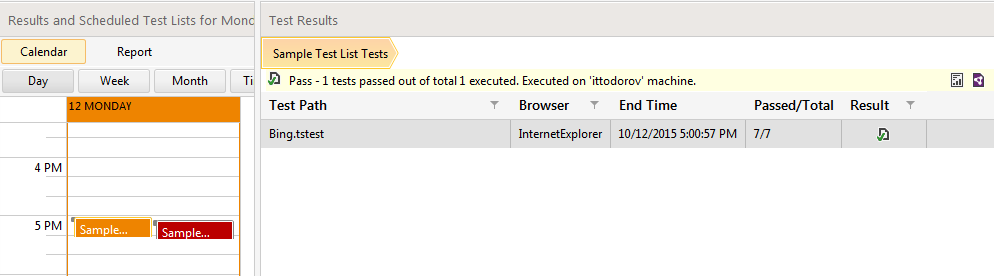 Results and Scheduled Test Lists for Mond
Calendar
Report
Day
Week
Month
12 MONDAY
4 PM
5 PM
Sample...
Sample...
Test Results
Sample Test List Tests
Pass - 1 tests passed out of total 1 executed. Executed on 'ittodorov' machine.
Test Path Browser End Time Passed/Total Result
Bing.tstest InternetExplorer 10/12/2015 5:00:57 PM 7/7